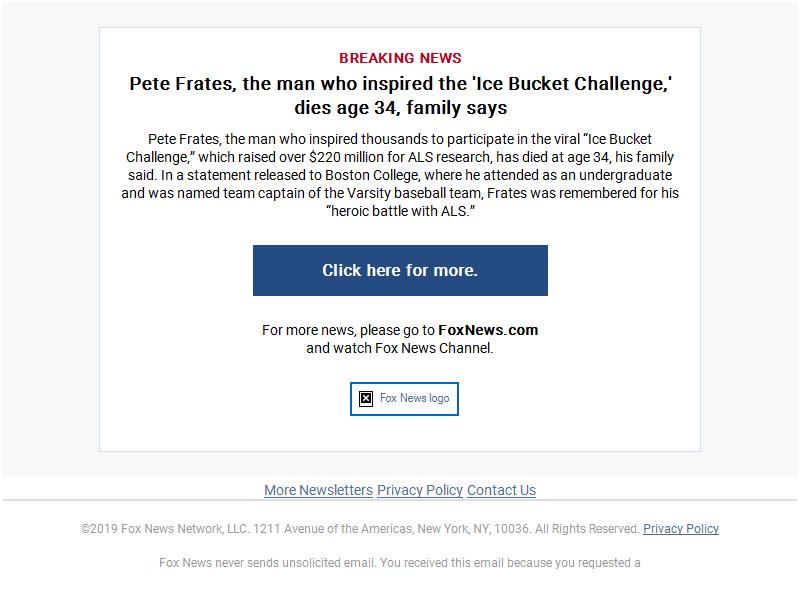 BREAKING NEWS
Pete Frates, the man who inspired the 'Ice Bucket Challenge,'
dies age 34, family says
Pete Frates, the man who inspired thousands to participate in the viral “Ice Bucket
Challenge,” which raised over $220 million for ALS research, has died at age 34, his family
said. In a statement released to Boston College, where he attended as an undergraduate
and was named team captain of the Varsity baseball team, Frates was remembered for his
“heroic battle with ALS.”
Click here for more.
For more news, please go to FoxNews.com
and watch Fox News Channel.
Fox News logo
More Newsletters Privacy Policy Contact Us
©2019 Fox News Network, LLC. 1211 Avenue of the Americas, New York, NY, 10036. All Rights Reserved. Privacy Policy
Fox News never sends unsolicited email. You received this email because you requested a